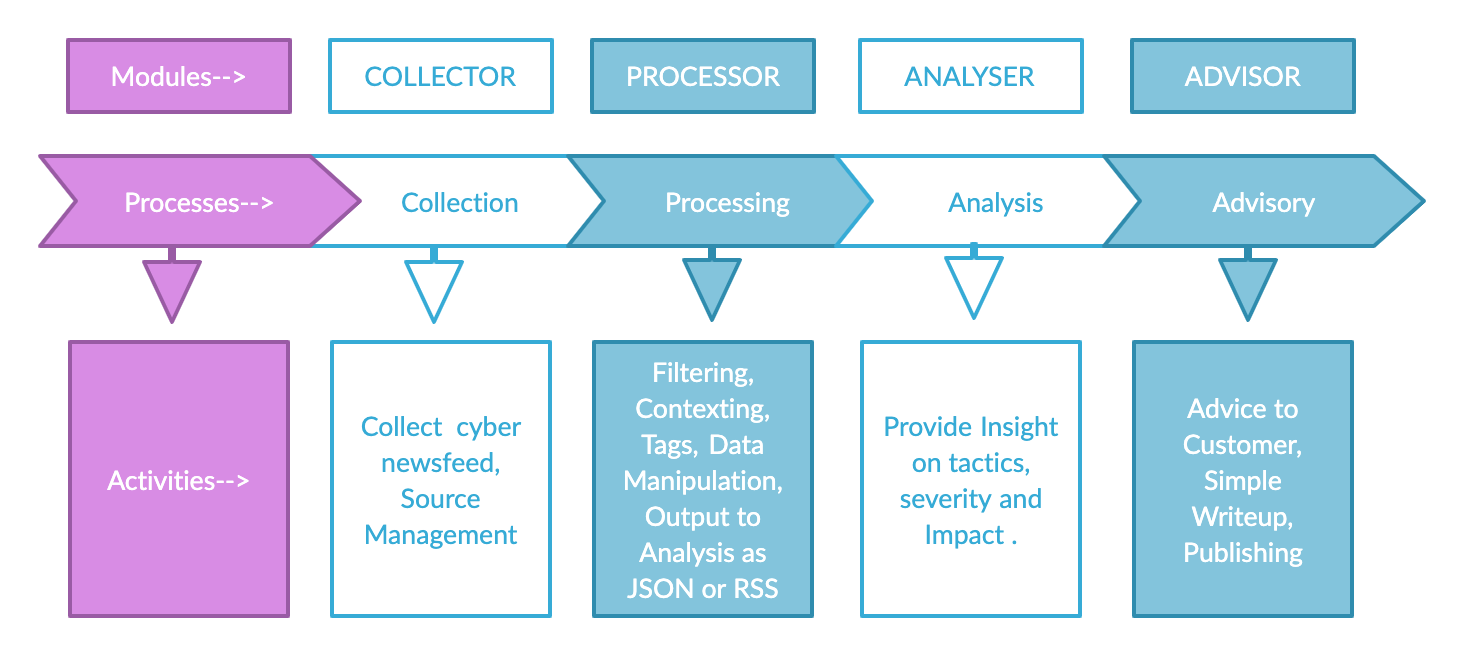 Modules-->
COLLECTOR
PROCESSOR
ANALYSER
ADVISOR
Processes-->
Collection
Processing
Analysis
Advisory
Activities-->
Collect cyber
newsfeed,
Source
Management
Filtering,
Contexting,
Tags, Data
Manipulation,
Output to
Analysis as
JSON or RSS
Provide Insight
on tactics,
severity and
Impact .
Advice to
Customer,
Simple
Writeup,
Publishing